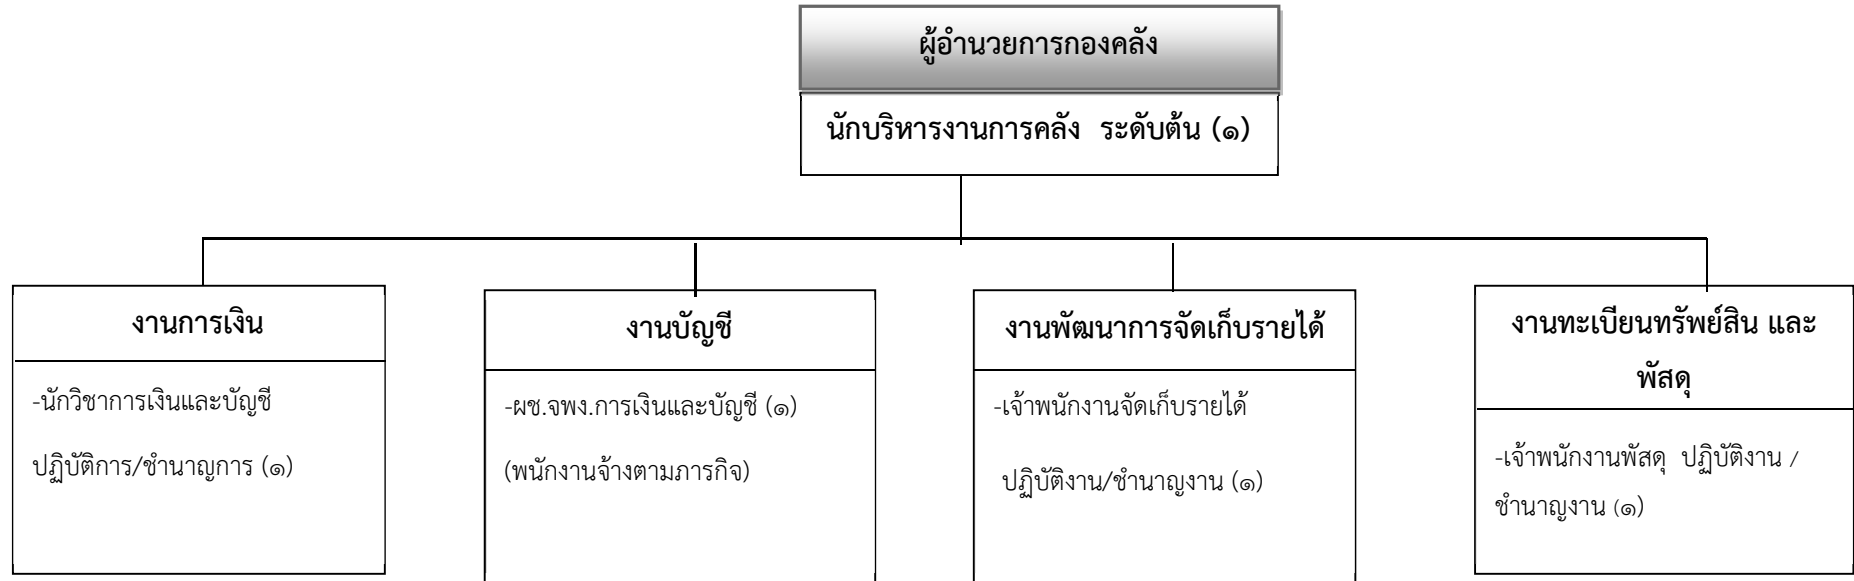 ผู้อำนวยการกองคลัง
นักบริหารงานการคลัง ระดับต้น (๑)
งานการเงิน
-นักวิชาการเงินและบัญชี
ปฏิบัติการ/ชำนาญการ (๑)
งานบัญชี
-ผช.จพง.การเงินและบัญชี (๑)
(พนักงานจ้างตามภารกิจ)
งานพัฒนาการจัดเก็บรายได้
-เจ้าพนักงานจัดเก็บรายได้
ปฏิบัติงาน/ชำนาญงาน (๑)
งานทะเบียนทรัพย์สิน และ
พัสดุ
-เจ้าพนักงานพัสดุ ปฏิบัติงาน /
ชำนาญงาน (๑)